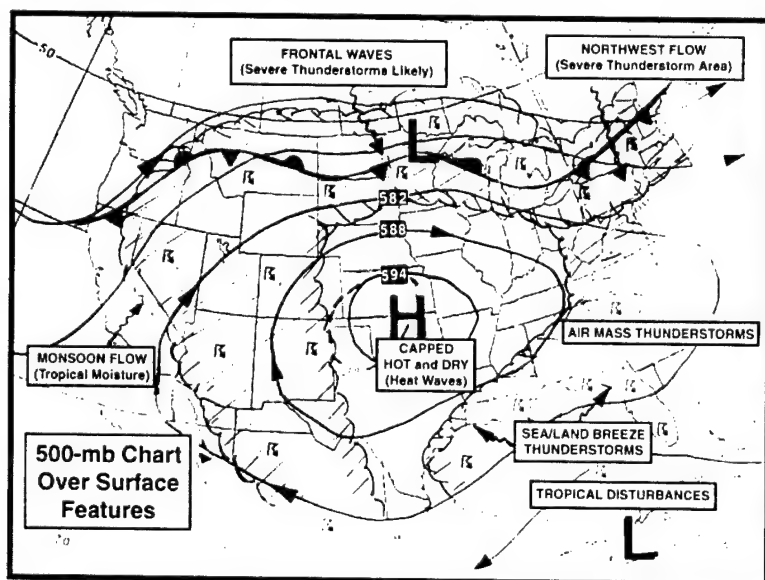 50
FRONTAL WAVES
(Severe Thunderstorms Likely)
NORTHWEST FLOW
(Severe Thunderstorm Area)
L
582
588
594
H
CAPPED
HOT and DRY
(Heat Waves)
AIR MASS THUNDERSTORMS
MONSOON FLOW
(Tropical Moisture)
SEA/LAND BREEZE
THUNDERSTORMS
500-mb Chart
Over Surface
Features
TROPICAL DISTURBANCES
L